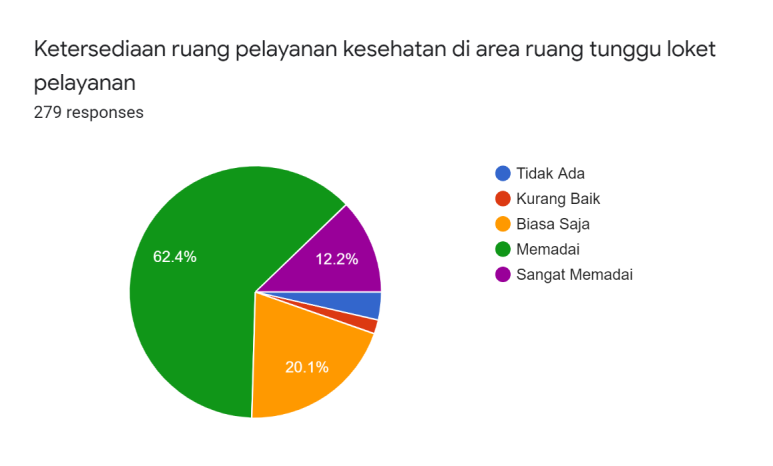 Ketersediaan ruang pelayanan kesehatan di area ruang tunggu loket
pelayanan
279 responses
62.4%
12.2%
20.1%
Tidak Ada
Kurang Baik
Biasa Saja
Memadai
Sangat Memadai